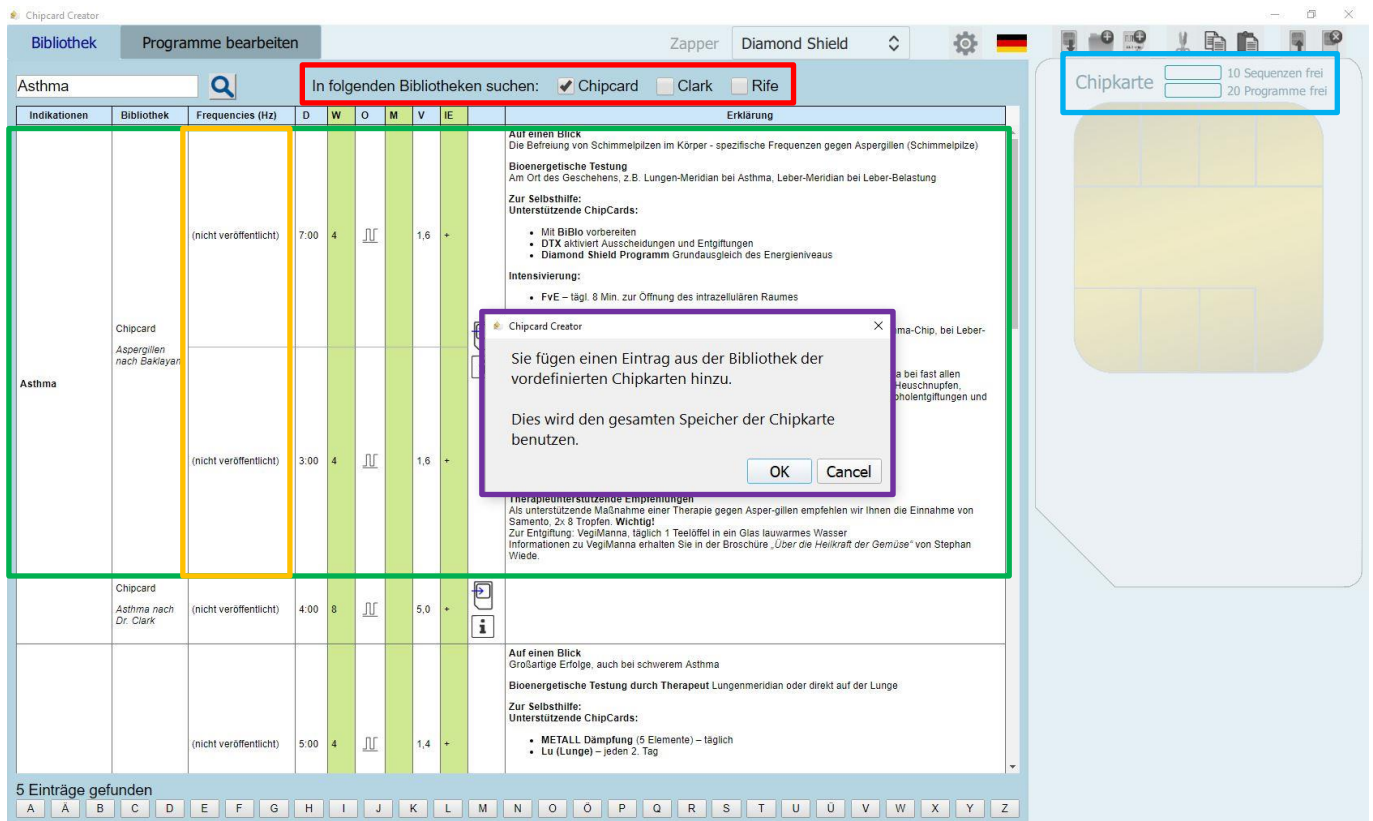 Chipcard Creator
Bibliothek
Programme bearbeiten
Zapper
Diamond Shield
Asthma
In folgenden Bibliotheken suchen:
Chipcard
Clark
Rife
Chipkarte
10 Sequenzen frei
20 Programme frei
Indikationen
Bibliothek
Frequencies (Hz)
D
W
O
M
V
IE
Erklärung
Asthma
Chipcard
Aspergillen
nach Baklayan
(nicht veröffentlicht)
7:00
4
1,6
+
(nicht veröffentlicht)
3:00
4
1,6
+
Auf einen Blick
Die Befreiung von Schimmelpilzen im Körper - spezifische Frequenzen gegen Aspergillen (Schimmelpilze)
Bioenergetische Testung
Am Ort des Geschehens, z.B. Lungen-Meridian bei Asthma, Leber-Meridian bei Leber-Belastung
Zur Selbsthilfe:
Unterstützende ChipCards:
• Mit BiBlo vorbereiten
• DTX aktiviert Ausscheidungen und Entgiftungen
• Diamond Shield Programm Grundausgleich des Energieniveaus
Intensivierung:
• FvE – tägl. 8 Min. zur Öffnung des intrazellulären Raumes
ma-Chip, bei Leber-
a bei fast allen
Heuschnupfen,
oholentgiftungen und
Chipcard Creator
Sie fügen einen Eintrag aus der Bibliothek der
vordefinierten Chipkarten hinzu.
Dies wird den gesamten Speicher der Chipkarte
benutzen.
OK
Cancel
Therapieunterstützende Empfehlungen
Als unterstützende Maßnahme einer Therapie gegen Asper-gillen empfehlen wir Ihnen die Einnahme von
Samento, 2x 8 Tropfen. Wichtig!
Zur Entgiftung: VegiManna, täglich 1 Teelöffel in ein Glas lauwarmes Wasser
Informationen zu VegiManna erhalten Sie in der Broschüre „Über die Heilkraft der Gemüse“ von Stephan
Wiede.
Chipcard
Asthma nach
Dr. Clark
(nicht veröffentlicht)
4:00
8
5,0
+
i
(nicht veröffentlicht)
5:00
4
1,4
+
Auf einen Blick
Großartige Erfolge, auch bei schwerem Asthma
Bioenergetische Testung durch Therapeut Lungenmeridian oder direkt auf der Lunge
Zur Selbsthilfe:
Unterstützende ChipCards:
• METALL Dämpfung (5 Elemente) – täglich
• Lu (Lunge) – jeden 2. Tag
5 Einträge gefunden
A Ä B C D E F G H I J K L M N O Ö P Q R S T U Ü V W X Y Z